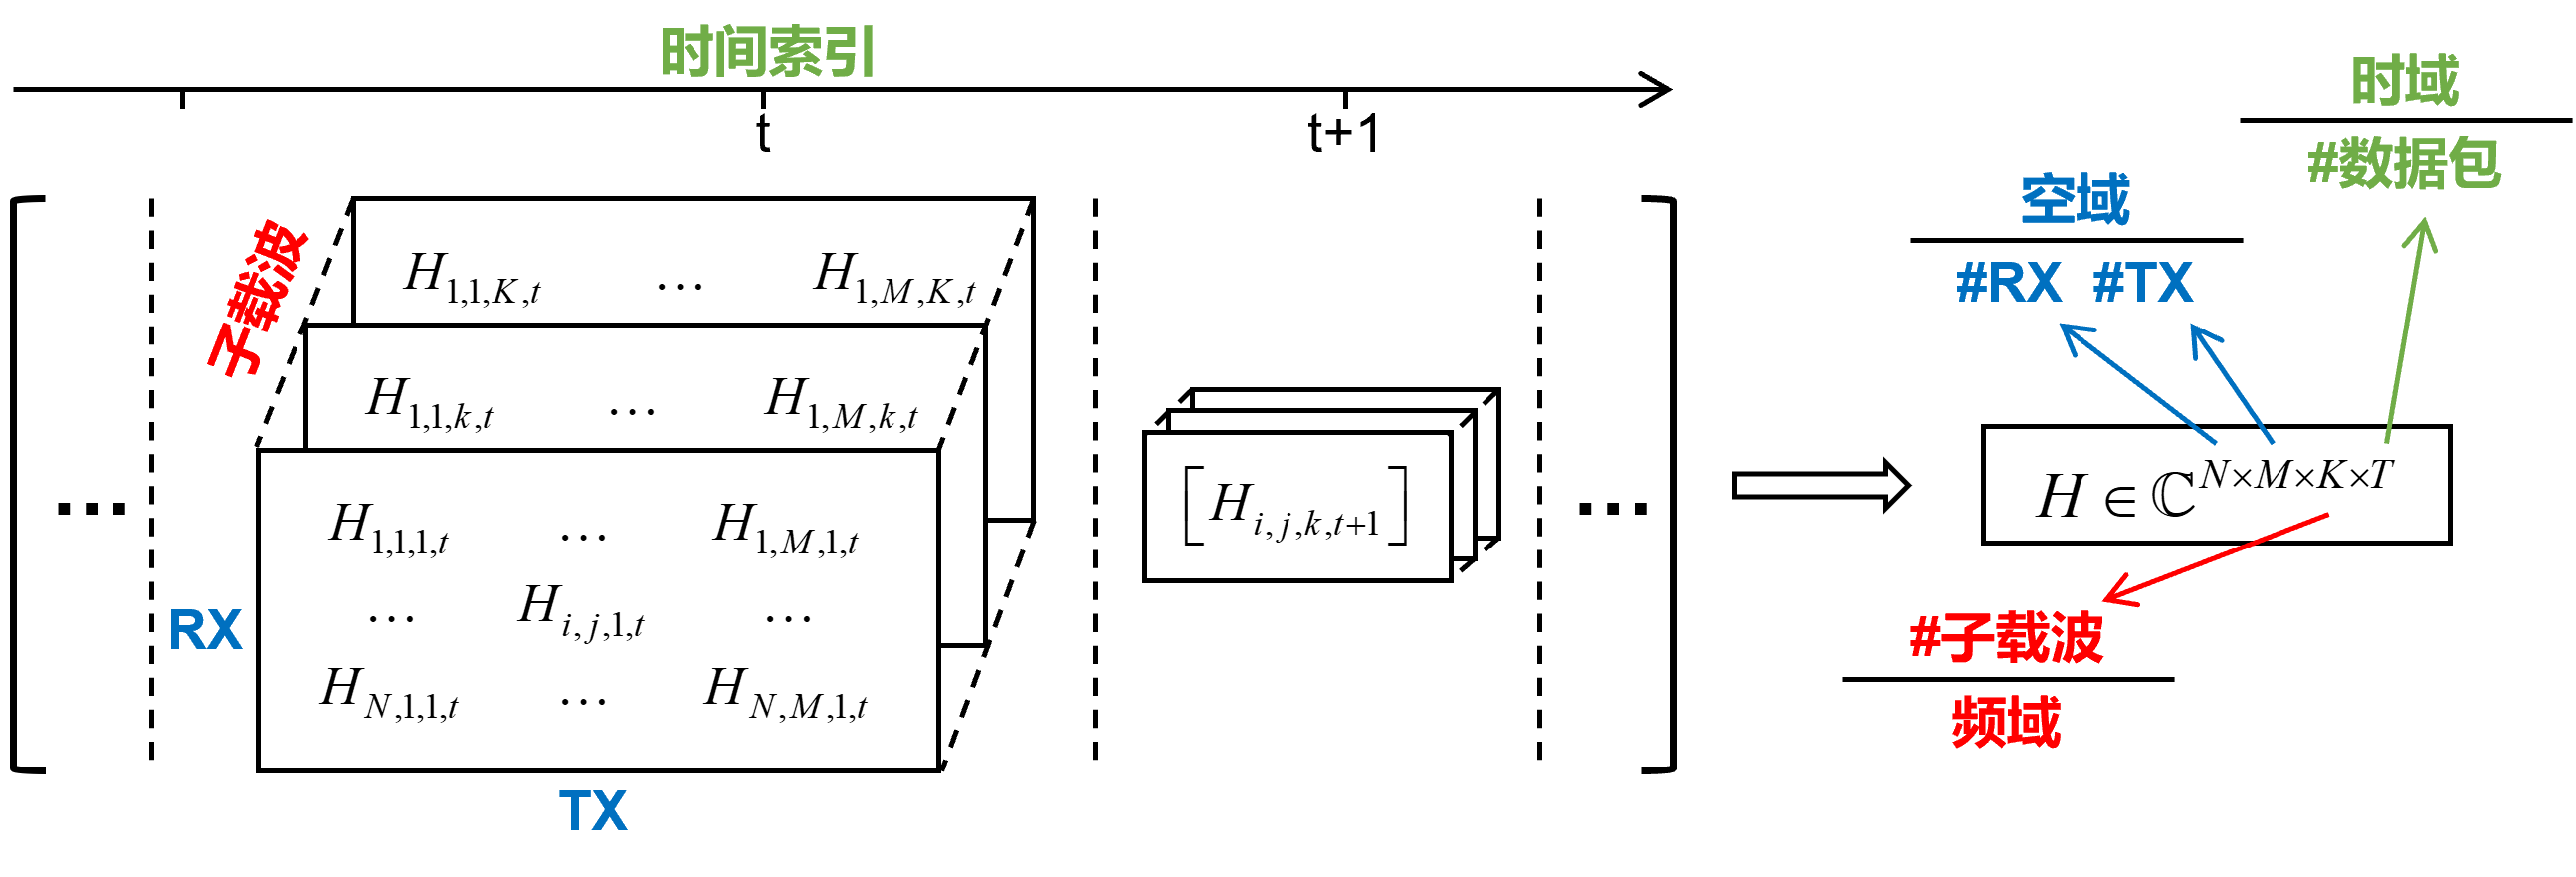 时间索引
t t+1
时域
#数据包
空域
#RX #TX
子载波
H1,1,K,t … H1,M,K,t
H1,1,k,t … H1,M,k,t
H1,1,1,t … H1,M,1,t
… Hi,j,1,t …
HN,1,1,t … HN,M,1,t
RX
TX
…
[Hi,j,k,t+1]
…
H ∈ ℂN×M×K×T
#子载波
频域